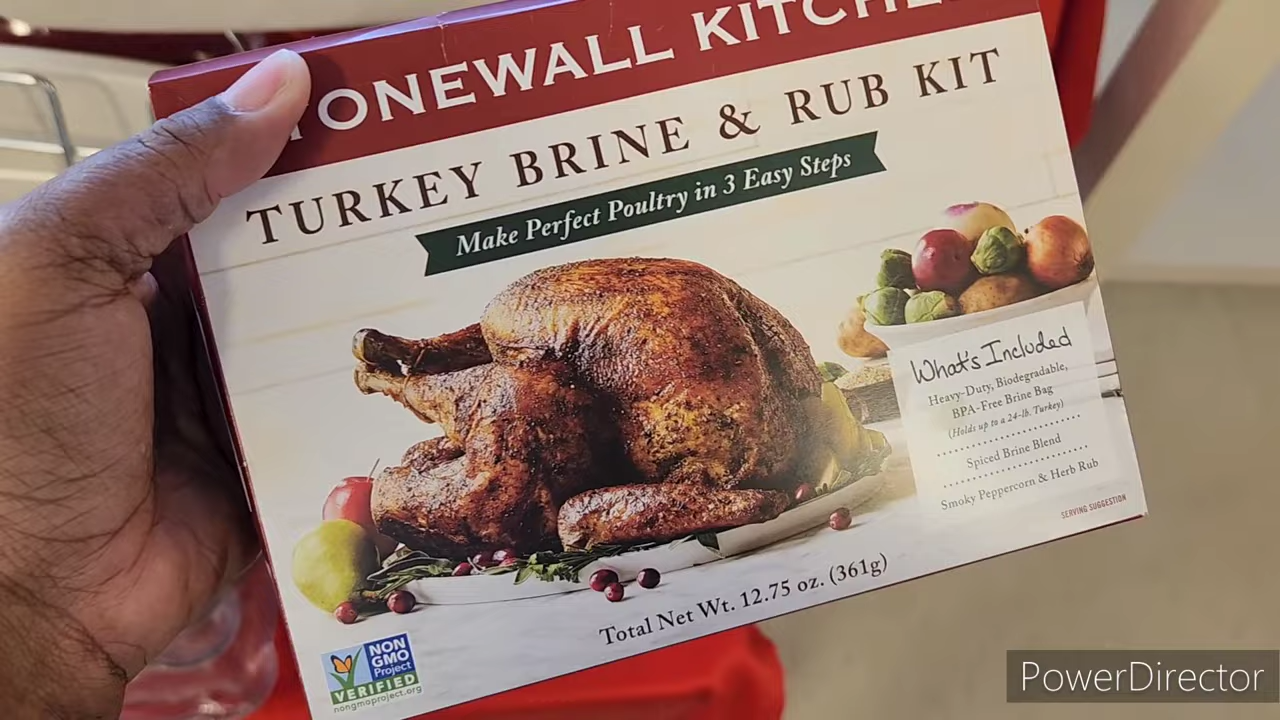 TONEWALL KITCHE
TURKEY BRINE & RUB KIT
Make Perfect Poultry in 3 Easy Steps
What's Included
Heavy-Duty, Biodegradable,
BPA-Free Brine Bag
(Holds up to a 24-lb. Turkey)
Spiced Brine Blend
Smoky Peppercorn & Herb Rub
SERVING SUGGESTION
Total Net Wt. 12.75 oz. (361g)
NON
GMO
Project
VERIFIED
nongmoproject.org
PowerDirector